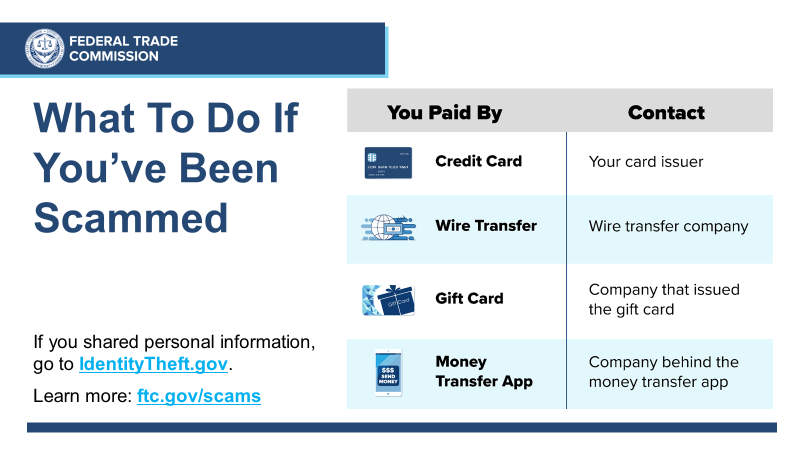 FEDERAL TRADE
COMMISSION
What To Do If
You've Been
Scammed
If you shared personal information,
go to IdentityTheft.gov.
Learn more: ftc.gov/scams
You Paid By
Contact
Credit Card
Your card issuer
Wire Transfer
Wire transfer company
Gift Card
Gift Card
Company that issued
the gift card
$$$
SEND
MONEY
Money
Transfer App
Company behind the
money transfer app